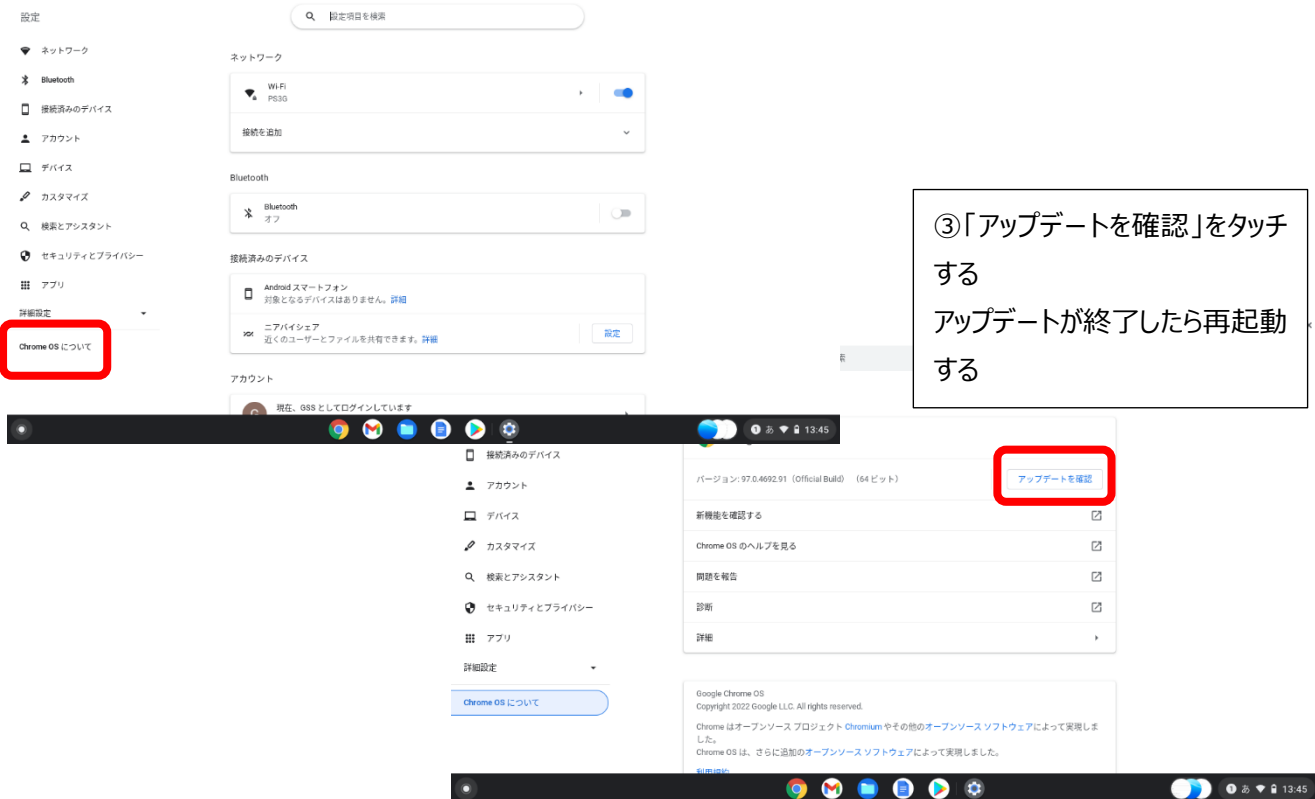 設定
設定項目を検索
ネットワーク
Bluetooth
接続済みのデバイス
アカウント
デバイス
カスタマイズ
検索とアシスタント
セキュリティとプライバシー
アプリ
詳細設定
Chrome OS について
ネットワーク
Wi-Fi
PS3G
接続を追加
Bluetooth
Bluetooth
オフ
接続済みのデバイス
Android スマートフォン
対象となるデバイスはありません。詳細
ニアバイシェア
近くのユーザーとファイルを共有できます。詳細
設定
アカウント
現在、GSS としてログインしています
あ 13:45
③「アップデートを確認」をタッチ
する
アップデートが終了したら再起動
する
接続済みのデバイス
アカウント
デバイス
カスタマイズ
検索とアシスタント
セキュリティとプライバシー
アプリ
詳細設定
Chrome OS について
バージョン: 97.0.4692.91（Official Build） （64 ビット）
アップデートを確認
新機能を確認する
Chrome OS のヘルプを見る
問題を報告
診断
詳細
Google Chrome OS
Copyright 2022 Google LLC. All rights reserved.
Chrome はオープンソース プロジェクト Chromium やその他のオープンソース ソフトウェアによって実現しま
した。
Chrome OS は、さらに追加のオープンソース ソフトウェアによって実現しました。
利用規約
あ 13:45